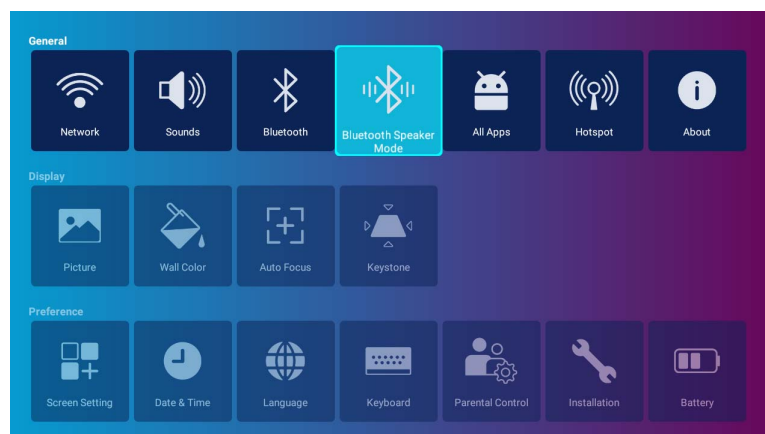 General
Network
Sounds
Bluetooth
Bluetooth Speaker
Mode
All Apps
Hotspot
About
Display
Picture
Wall Color
Auto Focus
Keystone
Preference
Screen Setting
Date & Time
Language
Keyboard
Parental Control
Installation
Battery